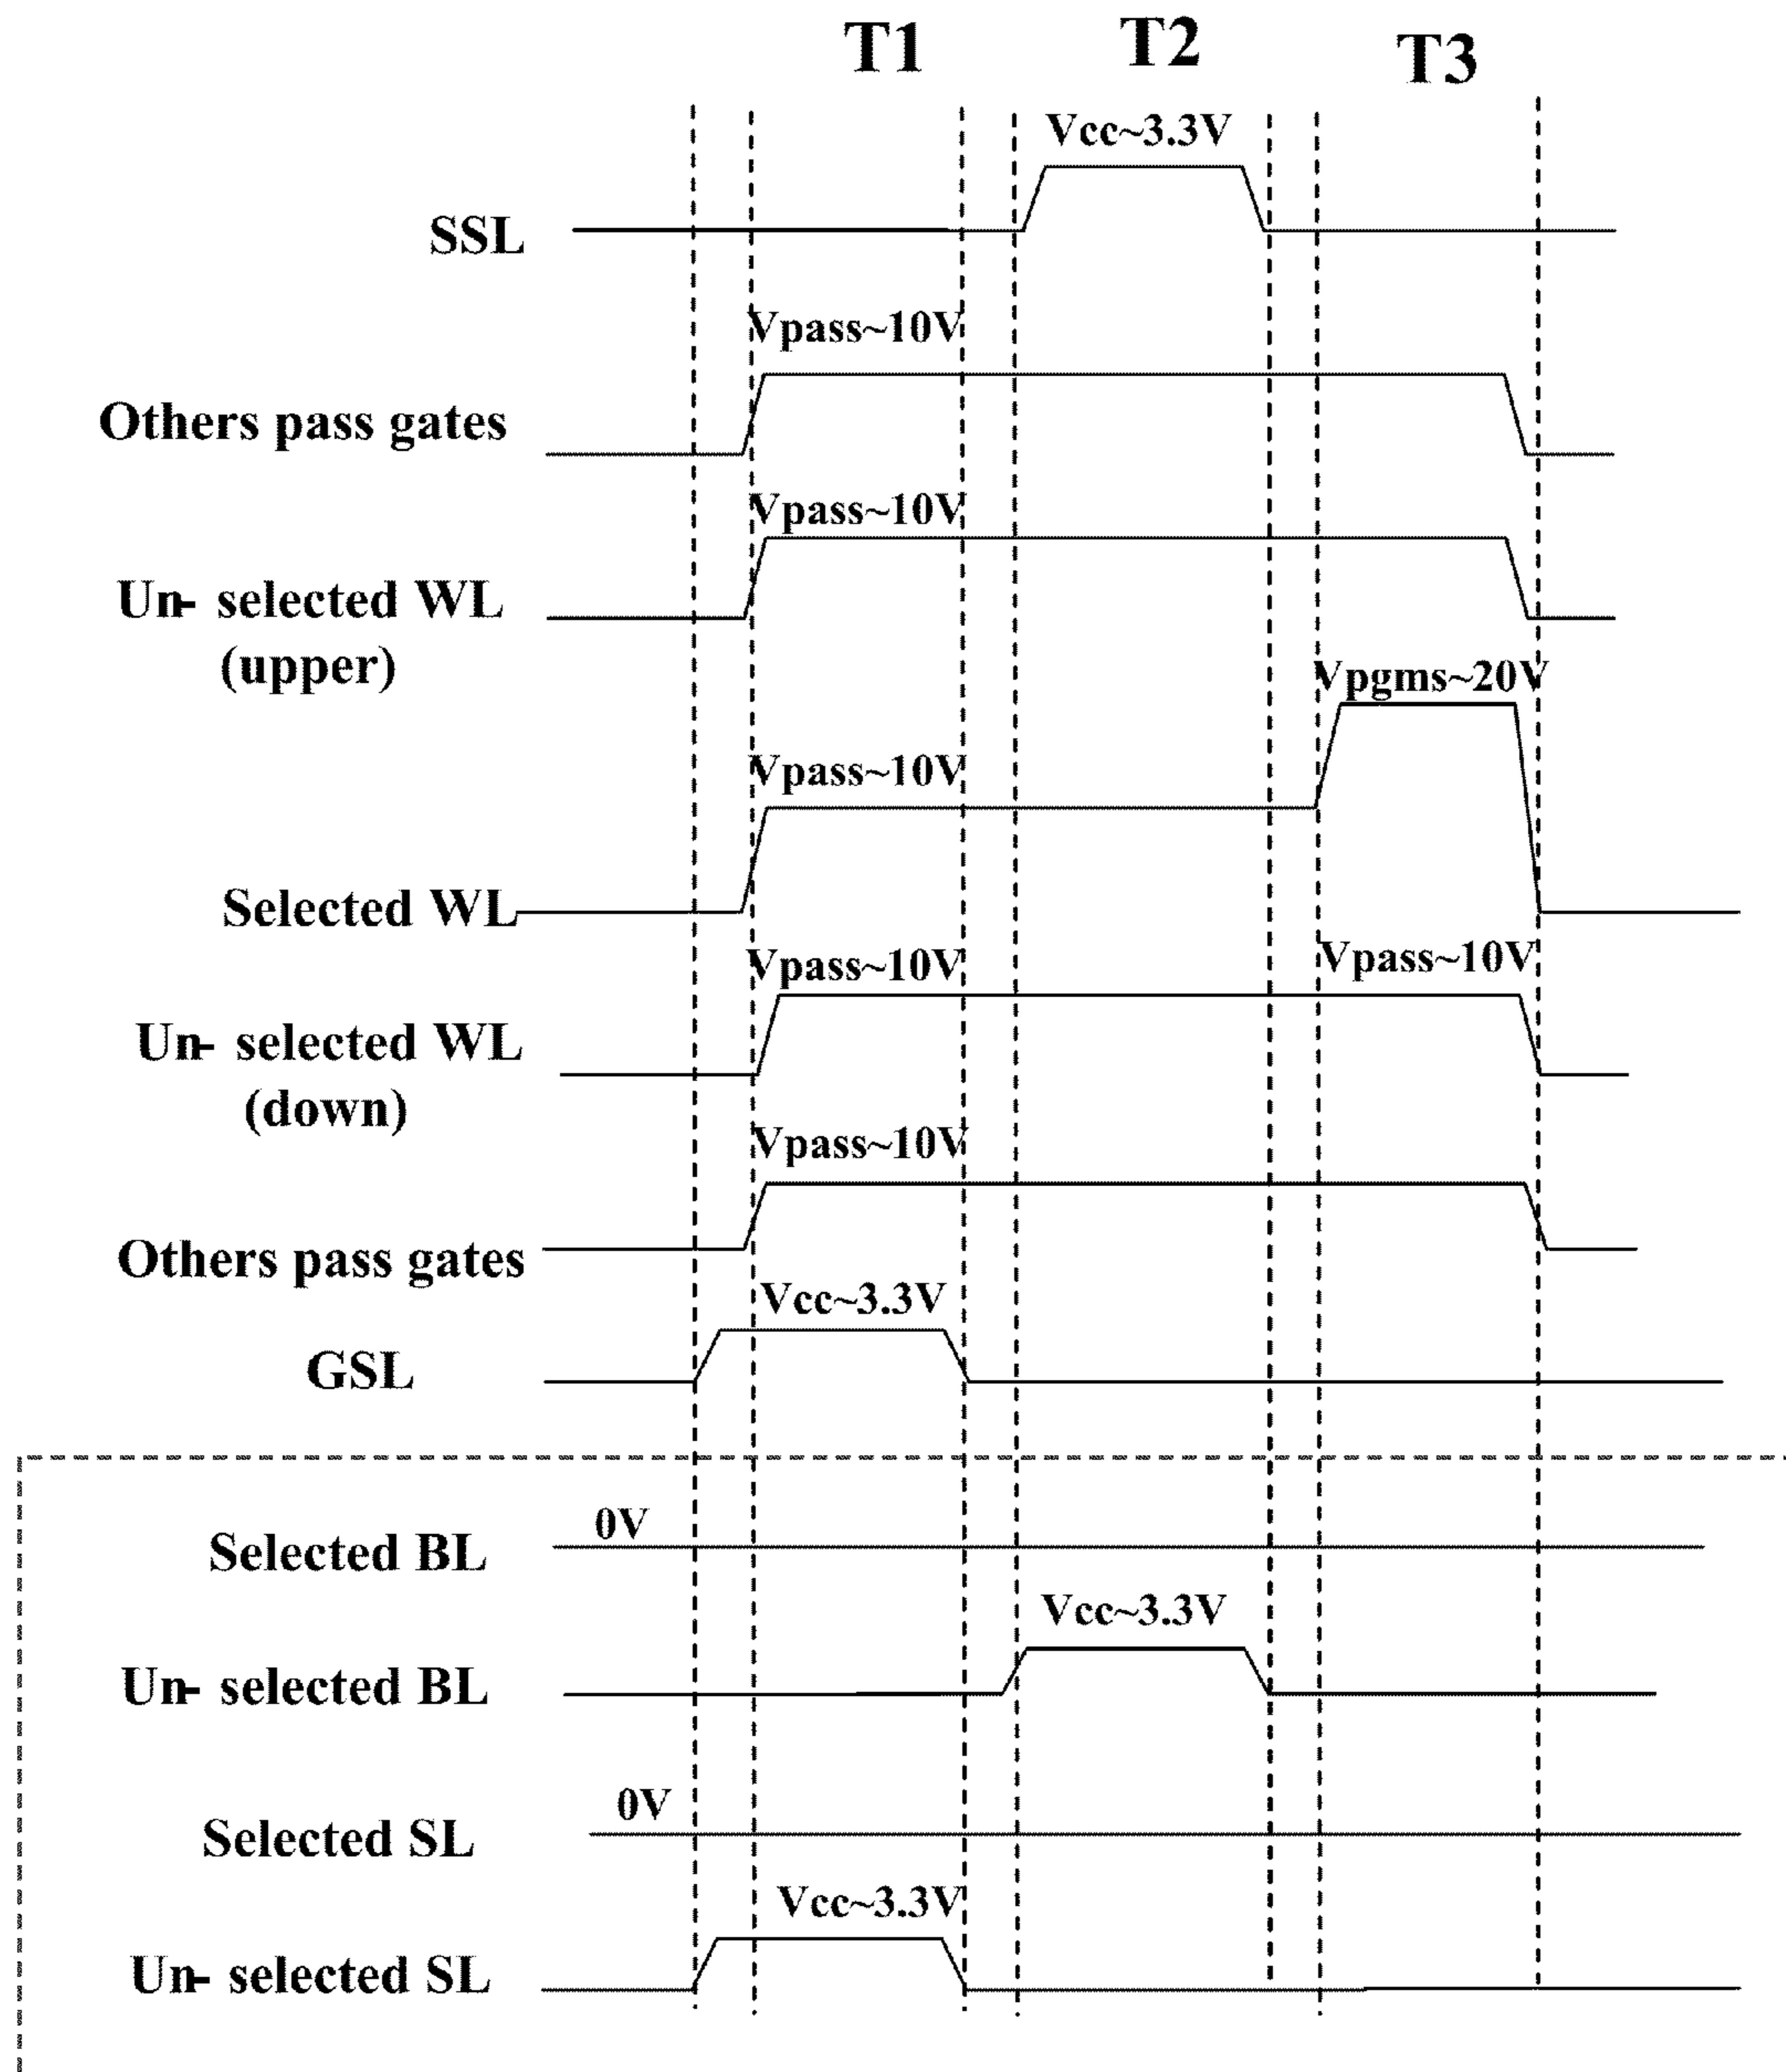 T1 T2 T3
Vcc~3.3V
SSL
Vpass~10V
Others pass gates
Vpass~10V
Un- selected WL
(upper)
Vpgms~20V
Vpass~10V
Selected WL
Vpass~10V Vpass~10V
Un- selected WL
(down)
Vpass~10V
Others pass gates
Vcc~3.3V
GSL
0V
Selected BL
Vcc~3.3V
Un- selected BL
0V
Selected SL
Vcc~3.3V
Un- selected SL